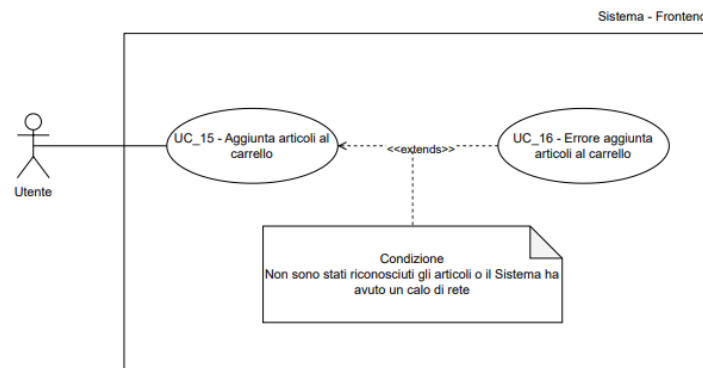 Sistema - Frontend
UC_15 - Aggiunta articoli al
carrello
<<extends>>
UC_16 - Errore aggiunta
articoli al carrello
Utente
Condizione
Non sono stati riconosciuti gli articoli o il Sistema ha
avuto un calo di rete